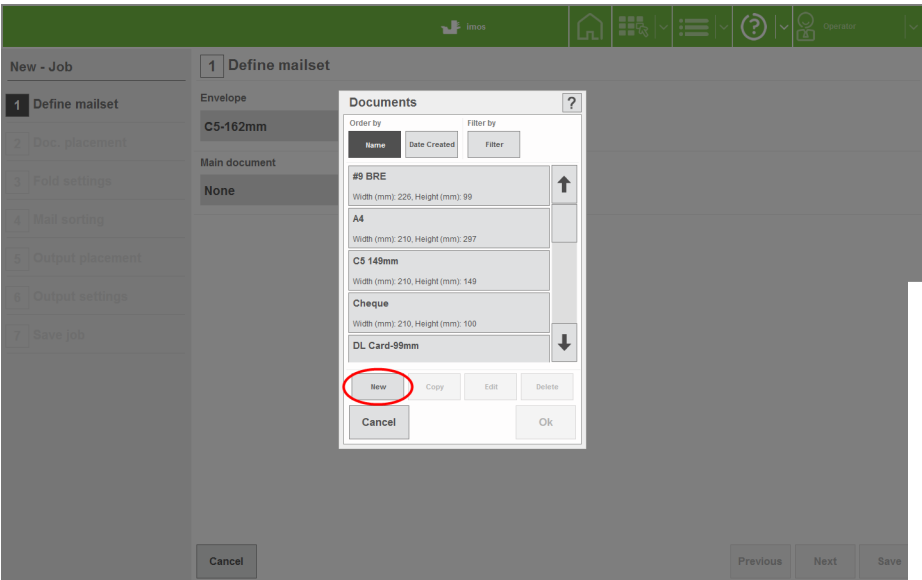 imos
?
Operator
New - Job
1 Define mailset
1 Define mailset
2 Doc. placement
3 Fold settings
4 Mail sorting
5 Output placement
6 Output settings
7 Save job
Envelope
C5-162mm
Main document
None
Documents ?
Order by Filter by
Name Date Created Filter
#9 BRE
Width (mm): 226, Height (mm): 99
A4
Width (mm): 210, Height (mm): 297
C5 149mm
Width (mm): 210, Height (mm): 149
Cheque
Width (mm): 210, Height (mm): 100
DL Card-99mm
New Copy Edit Delete
Cancel Ok
Cancel Previous Next Save